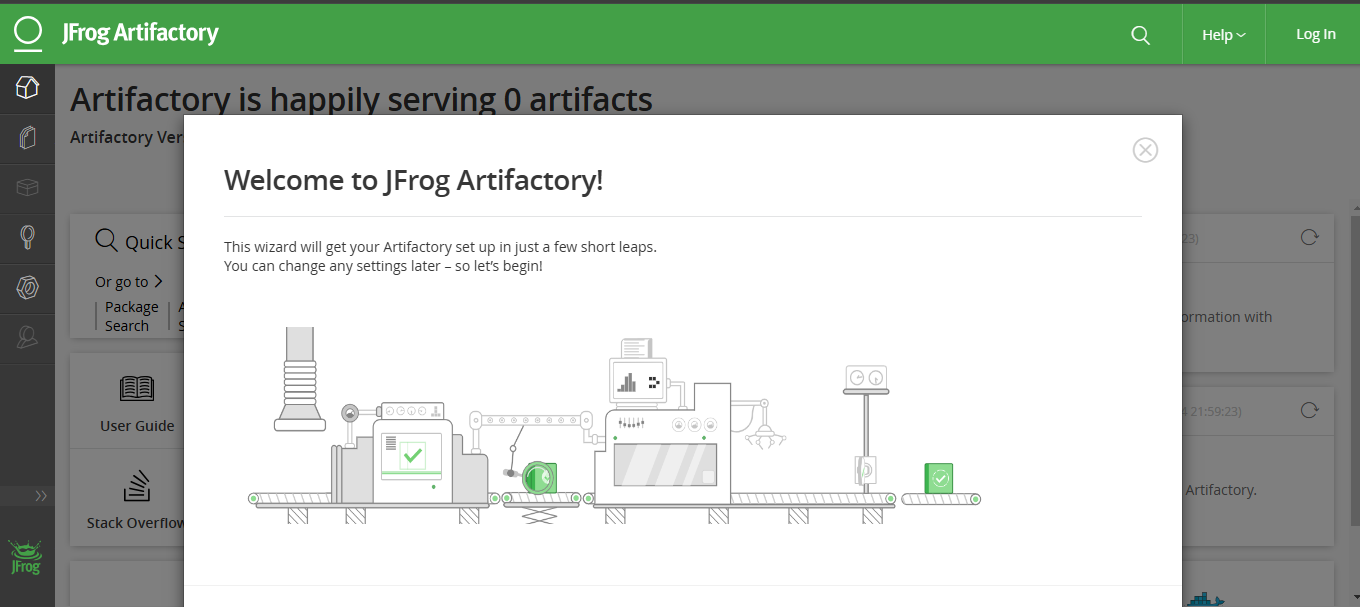 JFrog Artifactory
Help
Log In
Artifactory is happily serving 0 artifacts
Artifactory Ver
Welcome to JFrog Artifactory!
This wizard will get your Artifactory set up in just a few short leaps.
You can change any settings later – so let's begin!
Quick S
Or go to
Package
Search
A
S
User Guide
Stack Overflow
23)
ormation with
4 21:59:23)
Artifactory.
JFrog